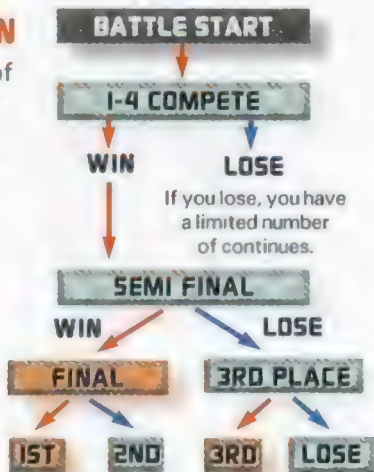 N
BATTLE START
of
1-4 COMPETE
WIN LOSE
If you lose, you have
a limited number
of continues.
SEMI FINAL
WIN LOSE
FINAL 3RD PLACE
1ST 2ND 3RD LOSE